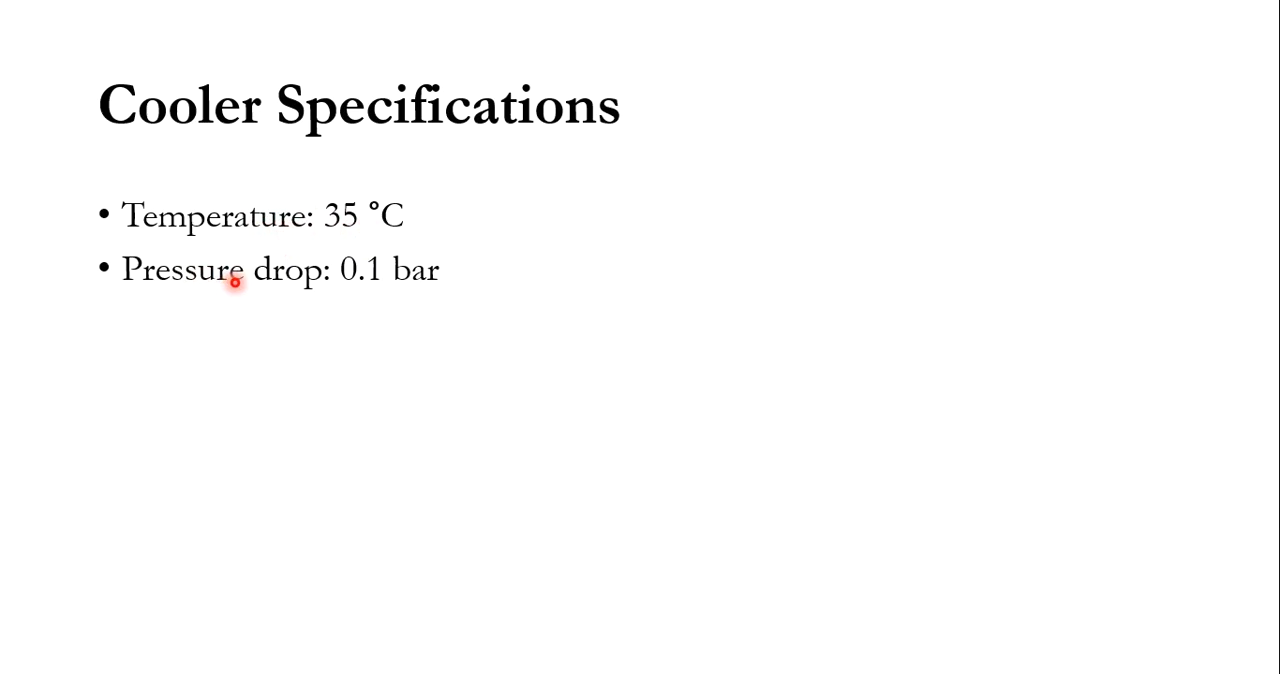 Cooler Specifications
• Temperature: 35 °C
• Pressure drop: 0.1 bar